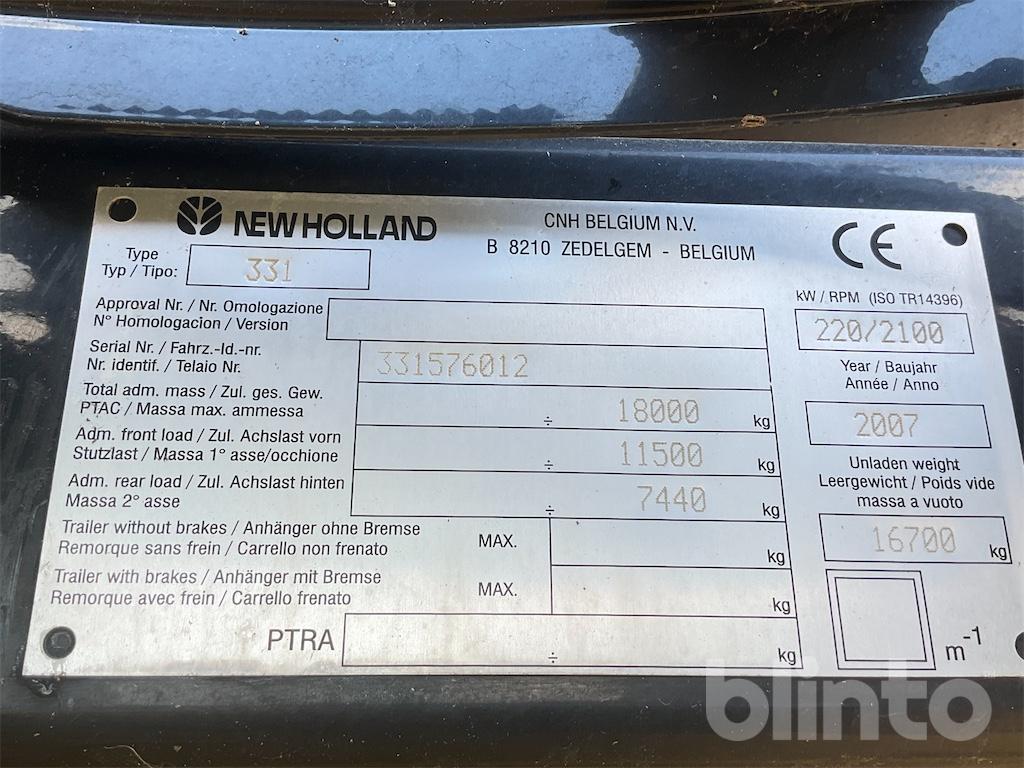 NEW HOLLAND
CNH BELGIUM N.V.
B 8210 ZEDELGEM - BELGIUM
CE
Type
Typ / Tipo:
331
Approval Nr. / Nr. Omologazione
N° Homologacion / Version
Serial Nr. / Fahrz.-Id.-nr.
Nr. identif. / Telaio Nr.
331576012
Total adm. mass / Zul. ges. Gew.
PTAC / Massa max. ammessa
÷ 18000 kg
Adm. front load / Zul. Achslast vorn
Stutzlast / Massa 1° asse/occhione
÷ 11500 kg
Adm. rear load / Zul. Achslast hinten
Massa 2° asse
÷ 7440 kg
Trailer without brakes / Anhänger ohne Bremse
Remorque sans frein / Carrello non frenato
MAX. kg
Trailer with brakes / Anhänger mit Bremse
Remorque avec frein / Carrello frenato
MAX. kg
PTRA ÷ kg
kW / RPM (ISO TR14396)
220/2100
Year / Baujahr
Année / Anno
2007
Unladen weight
Leergewicht / Poids vide
massa a vuoto
16700 kg
m-1
blinto